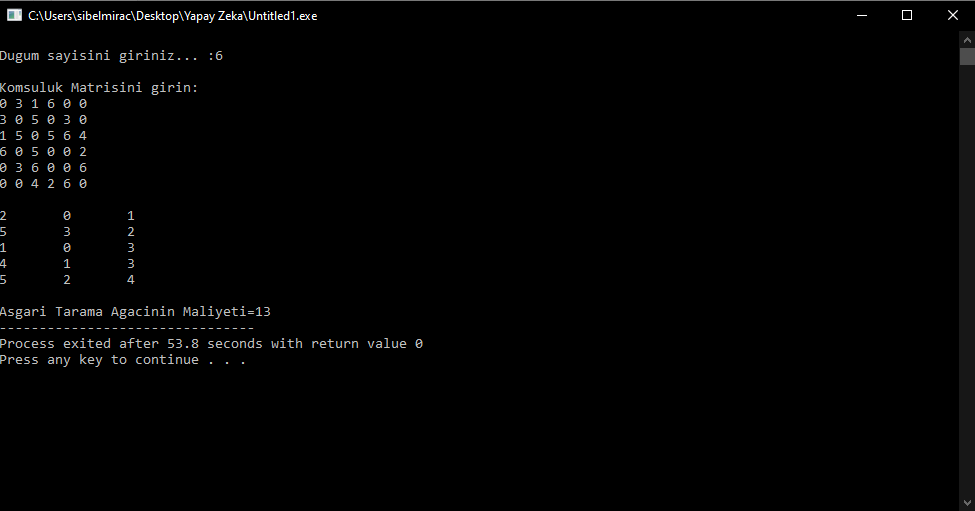 C:\Users\sibelmirac\Desktop\Yapay Zeka\Untitled1.exe
Dugum sayisini giriniz... :6
Komsuluk Matrisini girin:
0 3 1 6 0 0
3 0 5 0 3 0
1 5 0 5 6 4
6 0 5 0 0 2
0 3 6 0 0 6
0 0 4 2 6 0
2 0 1
5 3 2
1 0 3
4 1 3
5 2 4
Asgari Tarama Agacinin Maliyeti=13
--------------------------------
Process exited after 53.8 seconds with return value 0
Press any key to continue . . .